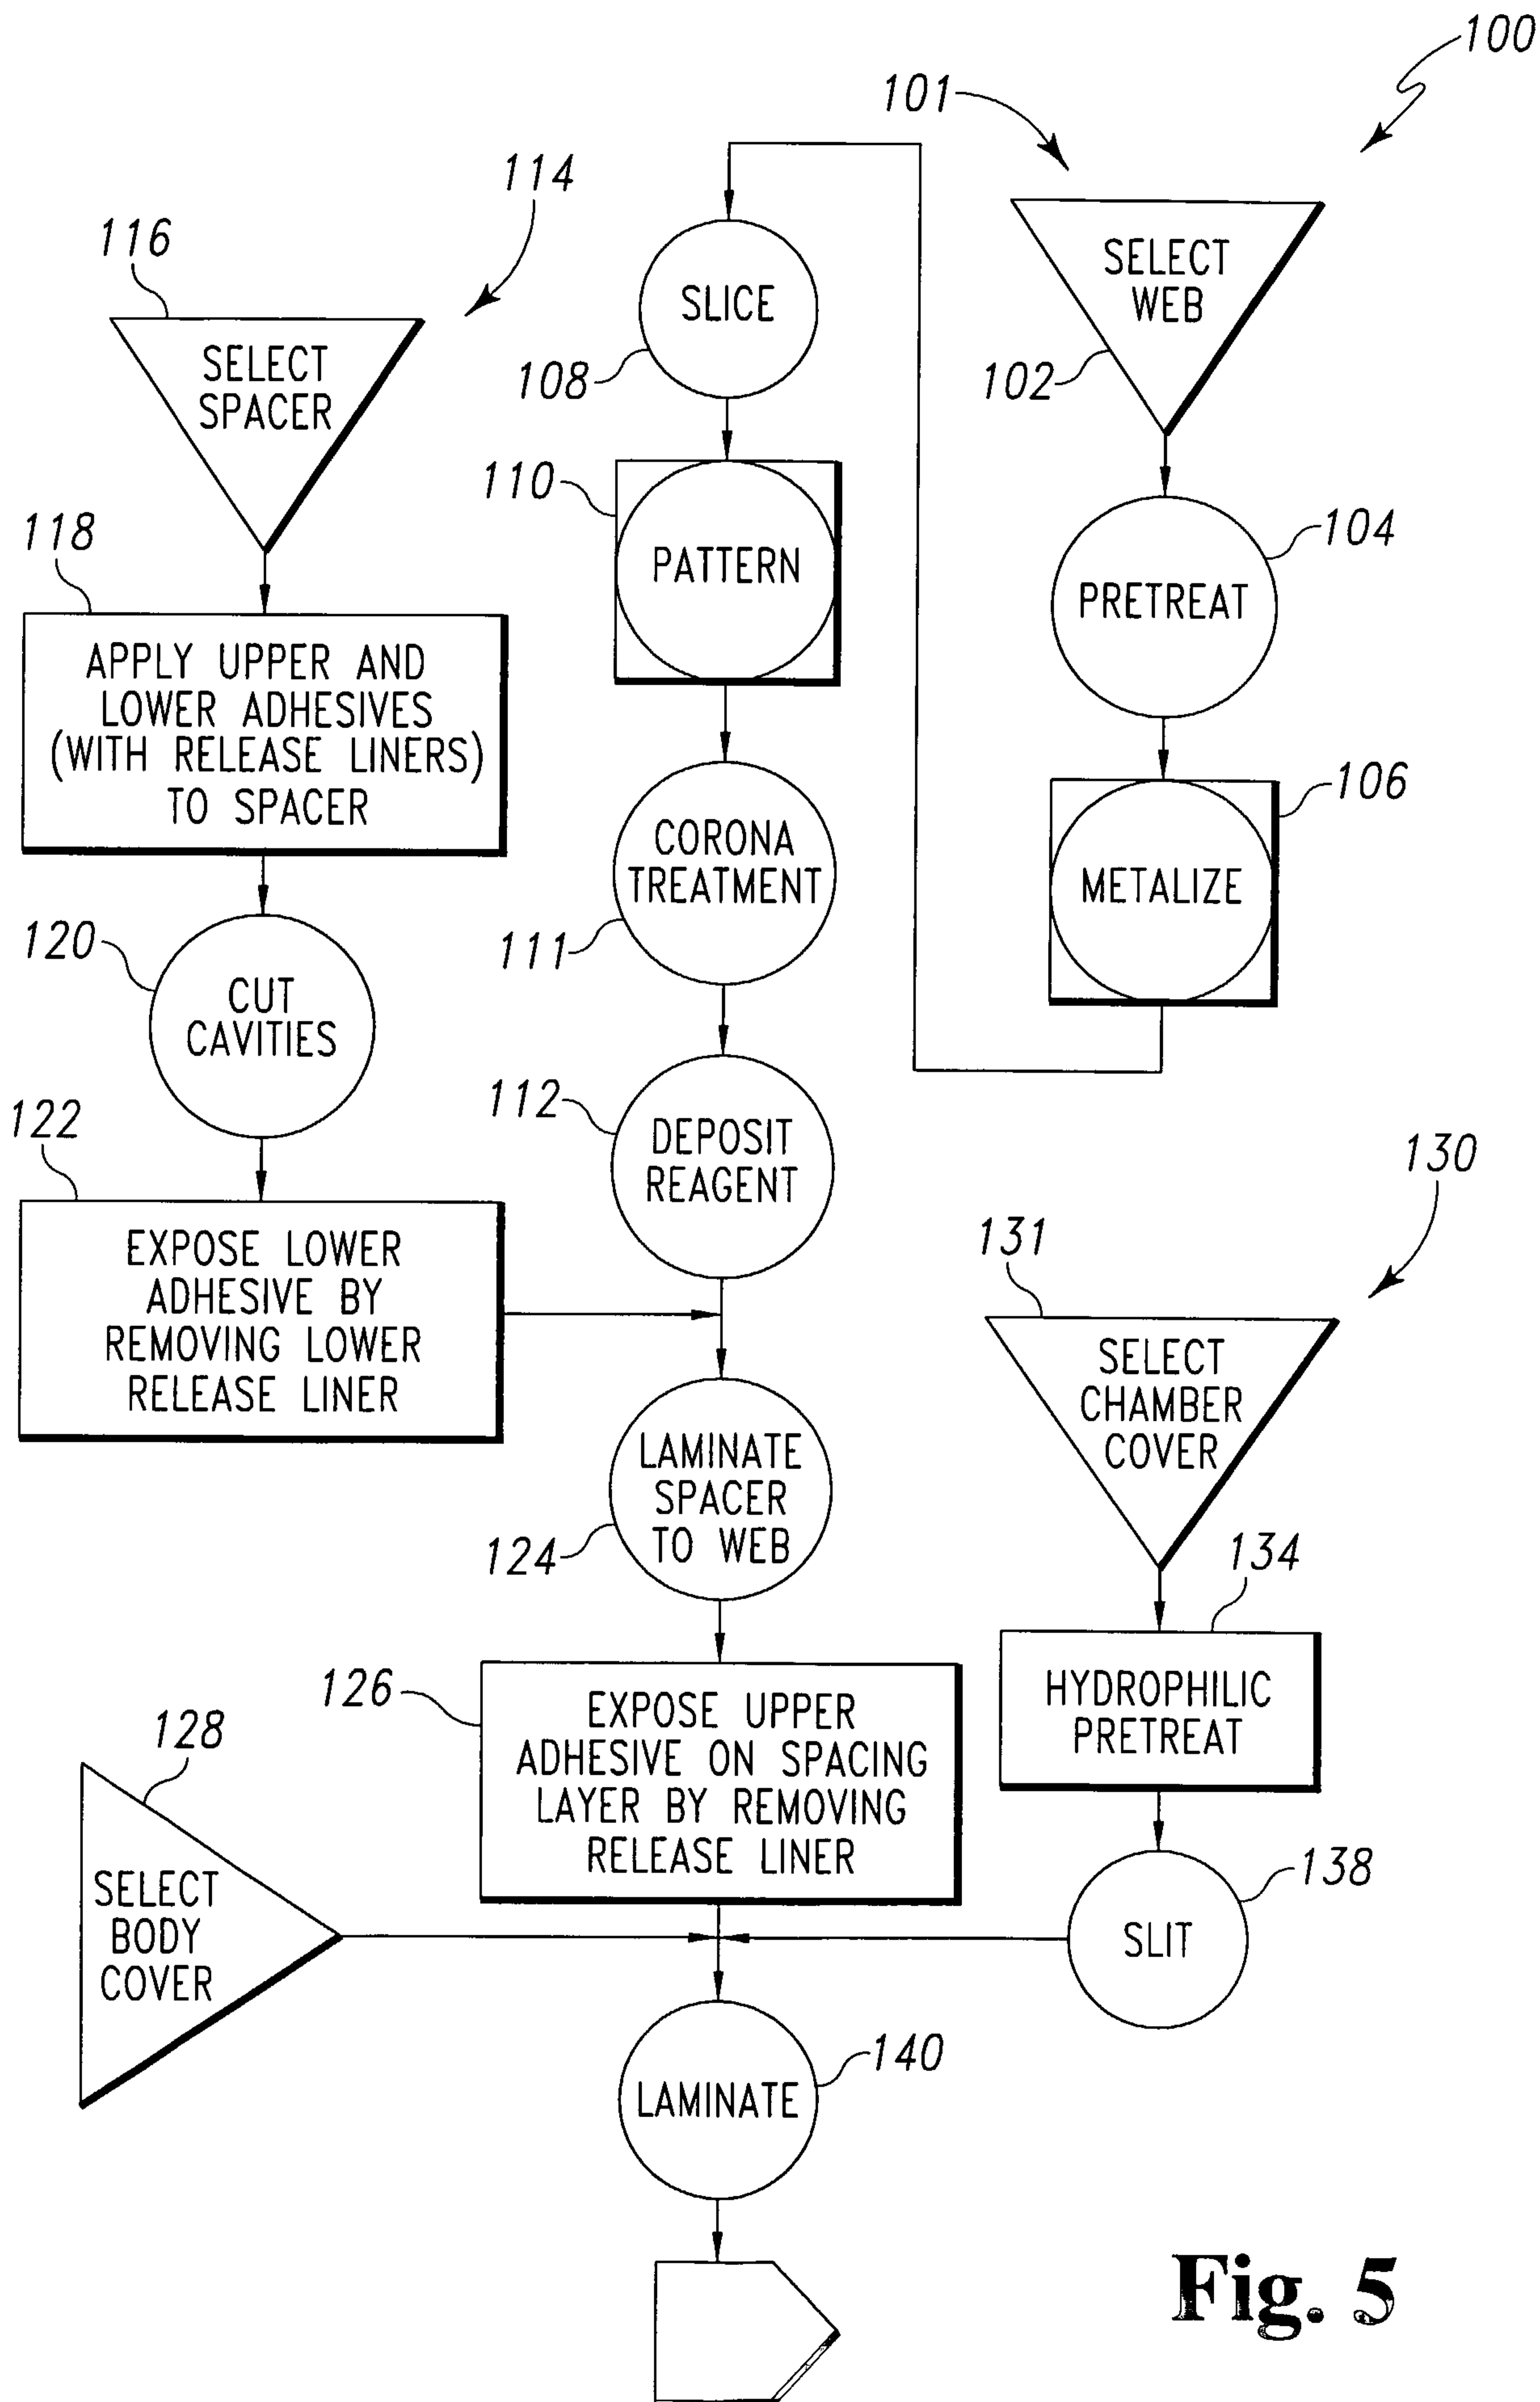 100
101
SELECT
WEB
102
PRETREAT
104
METALIZE
106
SLICE
108
PATTERN
110
CORONA
TREATMENT
111
DEPOSIT
REAGENT
112
114
116
SELECT
SPACER
118
APPLY UPPER AND
LOWER ADHESIVES
(WITH RELEASE LINERS)
TO SPACER
120
CUT
CAVITIES
122
EXPOSE LOWER
ADHESIVE BY
REMOVING LOWER
RELEASE LINER
LAMINATE
SPACER
TO WEB
124
126
EXPOSE UPPER
ADHESIVE ON SPACING
LAYER BY REMOVING
RELEASE LINER
128
SELECT
BODY
COVER
130
131
SELECT
CHAMBER
COVER
134
HYDROPHILIC
PRETREAT
138
SLIT
140
LAMINATE
Fig. 5